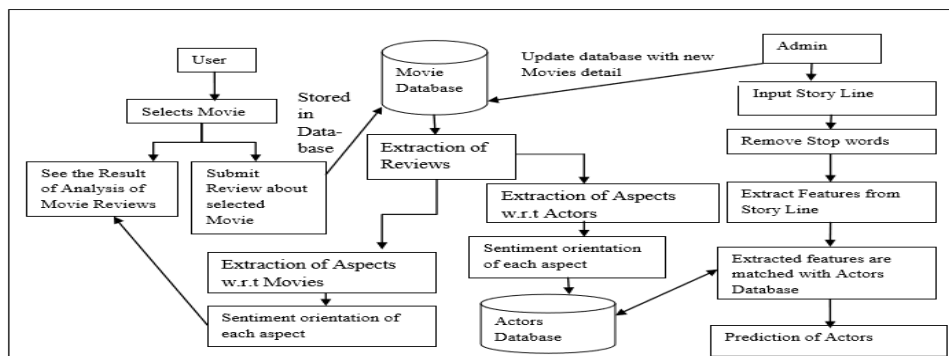 User
Selects Movie
See the Result
of Analysis of
Movie Reviews
Submit
Review about
selected
Movie
Stored
in
Data-
base
Movie
Database
Extraction of
Reviews
Extraction of Aspects
w.r.t Movies
Sentiment orientation of
each aspect
Extraction of Aspects
w.r.t Actors
Sentiment orientation
of each aspect
Actors
Database
Update database with new
Movies detail
Admin
Input Story Line
Remove Stop words
Extract Features from
Story Line
Extracted features are
matched with Actors
Database
Prediction of Actors